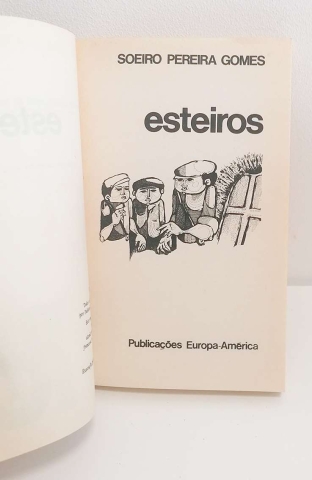 SOEIRO PEREIRA GOMES
esteiros
Publicações Europa-América